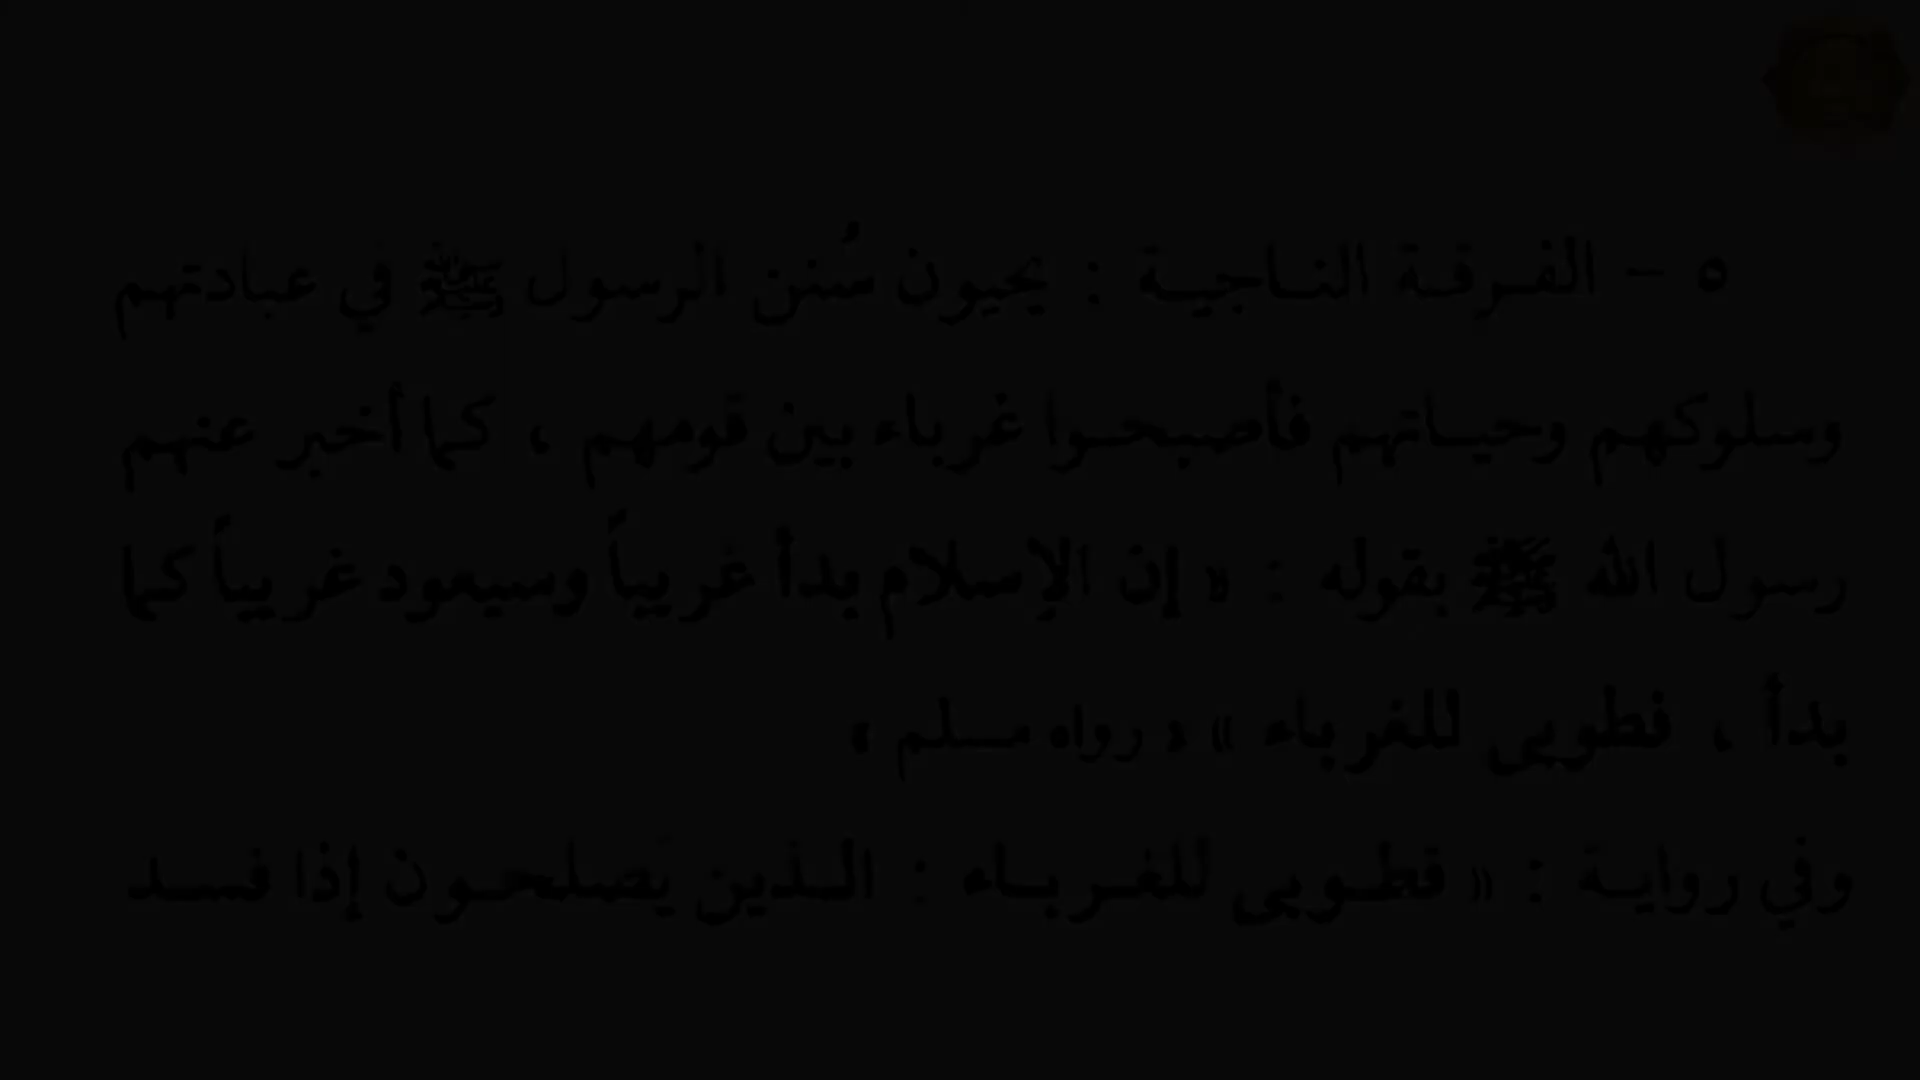 ٥ - الفرقة الناجية : يحيون سُنن الرسول ﷺ في عبادتهم
وسلوكهم وحياتهم فأصبحوا غرباء بين قومهم ، كما أخبر عنهم
رسول الله ﷺ بقوله : « إن الإسلام بدأ غريباً وسيعود غريباً كما
بدأ ، فطوبى للغرباء » « رواه مسلم »
وفي رواية : « فطوبى للغرباء : الذين يَصلحون إذا فسد